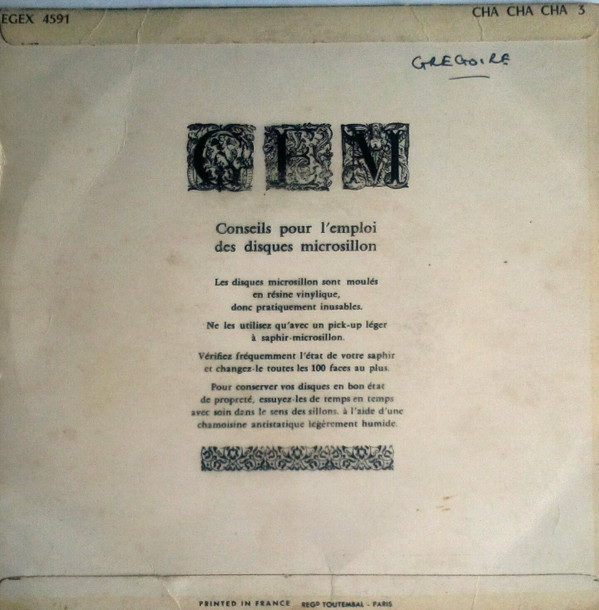 EGEX 4591
CHA CHA CHA 3
GREGOIRE
GEM
Conseils pour l'emploi
des disques microsillon
Les disques microsillon sont moulés
en résine vinylique,
donc pratiquement inusables.
Ne les utilisez qu'avec un pick-up léger
à saphir-microsillon.
Vérifiez fréquemment l'état de votre saphir
et changez-le toutes les 100 faces au plus.
Pour conserver vos disques en bon état
de propreté, essuyez-les de temps en temps
avec soin dans le sens des sillons, à l'aide d'une
chamoisine antistatique légèrement humide.
PRINTED IN FRANCE REGD TOUTEMBAL - PARIS